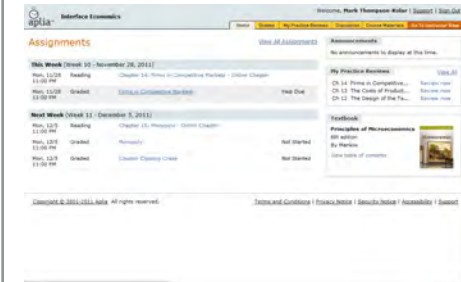 aplia Interface Economics
Welcome, Mark Thompson-Kolar | Support | Sign Out
Home Grades My Practice Reviews Discussion Course Materials Go To Instructor View
Assignments
View All Assignments
This Week (Week 10 - November 28, 2011)
Mon, 11/28 11:00 PM Reading Chapter 14: Firms in Competitive Markets - Online Chapter
Mon, 11/28 11:00 PM Graded Firms in Competitive Markets
Next Week (Week 11 - December 5, 2011)
Mon, 12/5 11:00 PM Reading Chapter 15: Monopoly - Online Chapter
Mon, 12/5 11:00 PM Graded Monopoly Not Started
Mon, 12/5 11:00 PM Graded Not Started
Announcements
No announcements to display at this time.
My Practice Reviews View All
Ch 14 Firms in Competitive... Review now
Ch 13 The Costs of Product... Review now
Ch 12 The Design of the Ta... Review now
Textbook
Principles of Microeconomics
6th edition
By Mankiw
View table of contents
Copyright © 2001-2011 Aplia. All rights reserved.
Terms and Conditions | Privacy Notice | Security Notice | Accessibility | Support